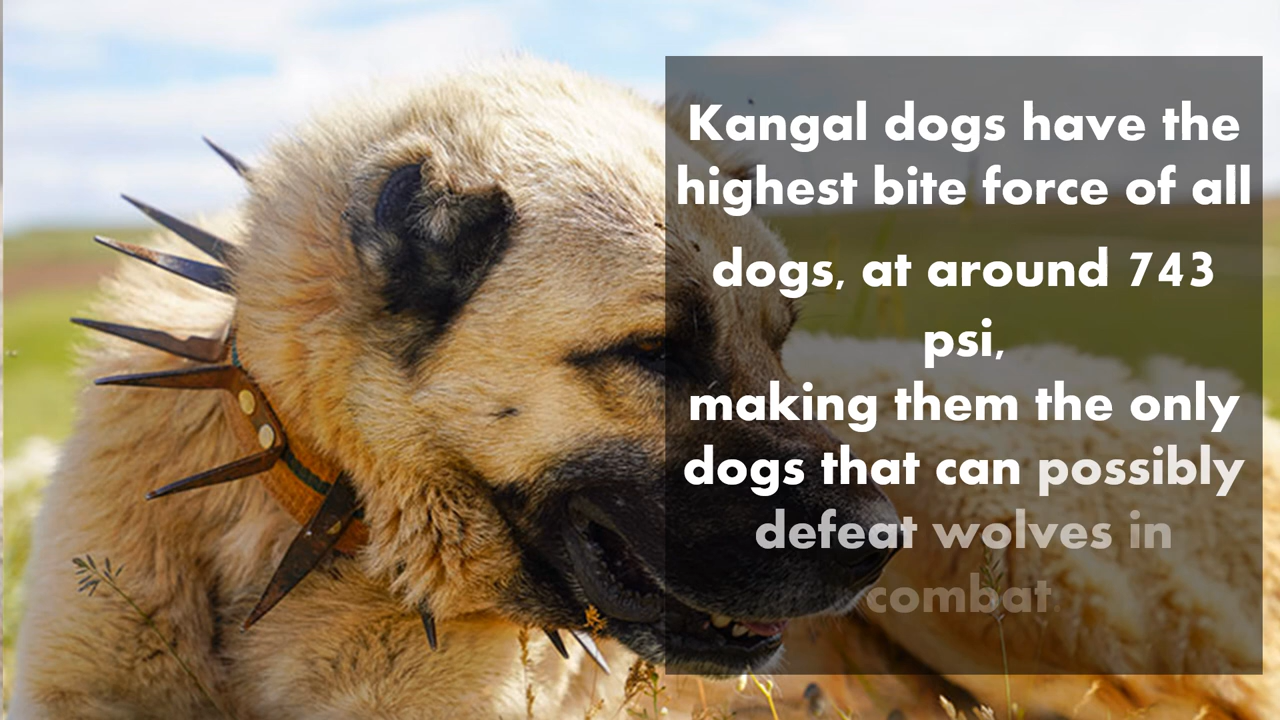 Kangal dogs have the
highest bite force of all
dogs, at around 743
psi,
making them the only
dogs that can possibly
defeat wolves in
combat.